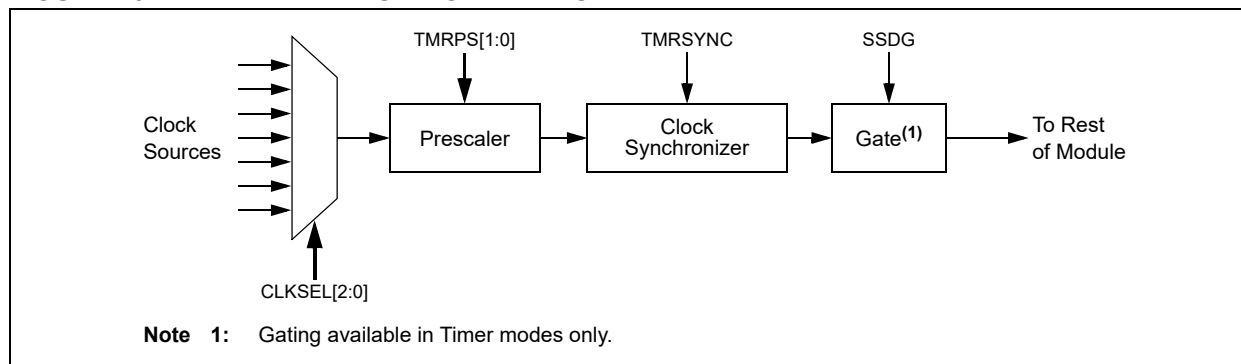 TMRPS[1:0]
TMRSYNC
SSDG
Clock
Sources
Prescaler
Clock
Synchronizer
Gate(1)
To Rest
of Module
CLKSEL[2:0]
Note 1: Gating available in Timer modes only.